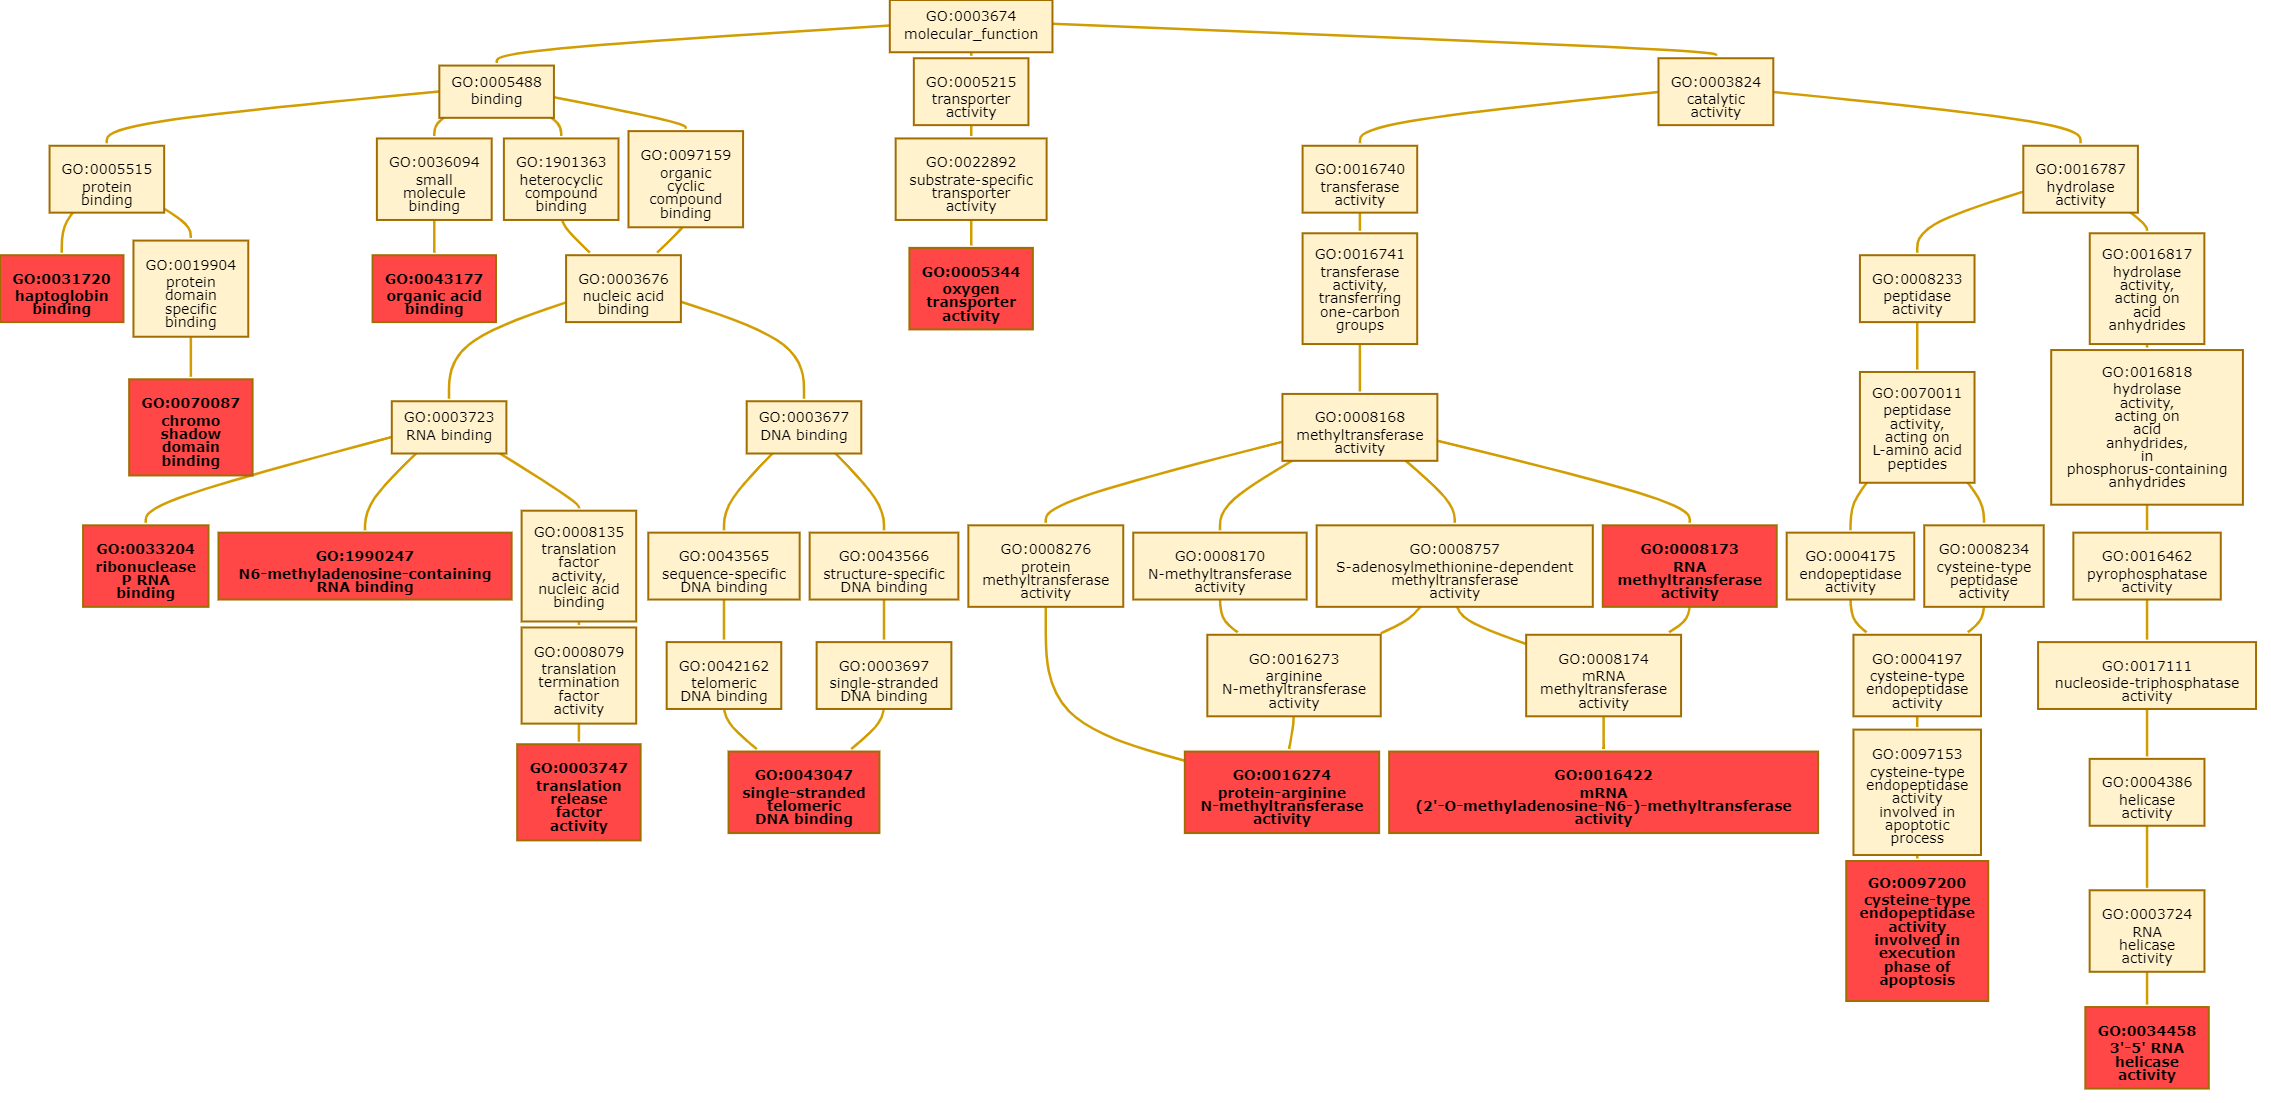 GO:0003674
molecular_function
GO:0005488
binding
GO:0005215
transporter
activity
GO:0003824
catalytic
activity
GO:0005515
protein
binding
GO:0036094
small
molecule
binding
GO:1901363
heterocyclic
compound
binding
GO:0097159
organic
cyclic
compound
binding
GO:0022892
substrate-specific
transporter
activity
GO:0016740
transferase
activity
GO:0016787
hydrolase
activity
GO:0031720
haptoglobin
binding
GO:0019904
protein
domain
specific
binding
GO:0043177
organic acid
binding
GO:0003676
nucleic acid
binding
GO:0005344
oxygen
transporter
activity
GO:0016741
transferase
activity,
transferring
one-carbon
groups
GO:0008233
peptidase
activity
GO:0016817
hydrolase
activity,
acting on
acid
anhydrides
GO:0070087
chromo
shadow
domain
binding
GO:0003723
RNA binding
GO:0003677
DNA binding
GO:0008168
methyltransferase
activity
GO:0070011
peptidase
activity,
acting on
L-amino acid
peptides
GO:0016818
hydrolase
activity,
acting on
acid
anhydrides,
in
phosphorus-containing
anhydrides
GO:0033204
ribonuclease
P RNA
binding
GO:1990247
N6-methyladenosine-containing
RNA binding
GO:0008135
translation
factor
activity,
nucleic acid
binding
GO:0043565
sequence-specific
DNA binding
GO:0043566
structure-specific
DNA binding
GO:0008276
protein
methyltransferase
activity
GO:0008170
N-methyltransferase
activity
GO:0008757
S-adenosylmethionine-dependent
methyltransferase
activity
GO:0008173
RNA
methyltransferase
activity
GO:0004175
endopeptidase
activity
GO:0008234
cysteine-type
peptidase
activity
GO:0016462
pyrophosphatase
activity
GO:0008079
translation
termination
factor
activity
GO:0042162
telomeric
DNA binding
GO:0003697
single-stranded
DNA binding
GO:0016273
arginine
N-methyltransferase
activity
GO:0008174
mRNA
methyltransferase
activity
GO:0004197
cysteine-type
endopeptidase
activity
GO:0017111
nucleoside-triphosphatase
activity
GO:0003747
translation
release
factor
activity
GO:0043047
single-stranded
telomeric
DNA binding
GO:0016274
protein-arginine
N-methyltransferase
activity
GO:0016422
mRNA
(2'-O-methyladenosine-N6-)-methyltransferase
activity
GO:0097153
cysteine-type
endopeptidase
activity
involved in
apoptotic
process
GO:0004386
helicase
activity
GO:0097200
cysteine-type
endopeptidase
activity
involved in
execution
phase of
apoptosis
GO:0003724
RNA
helicase
activity
GO:0034458
3'-5' RNA
helicase
activity